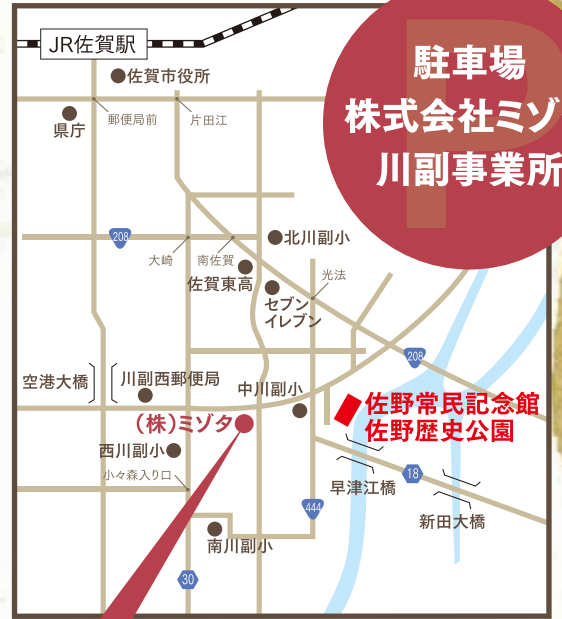 JR佐賀駅
佐賀市役所
県庁
郵便局前
片田江
P
駐車場
株式会社ミゾ
川副事業所
208
北川副小
大崎
南佐賀
佐賀東高
光法
セブン
イレブン
208
空港大橋
川副西郵便局
中川副小
佐野常民記念館
佐野歴史公園
(株)ミゾタ
西川副小
小々森入り口
早津江橋
18
新田大橋
444
南川副小
30